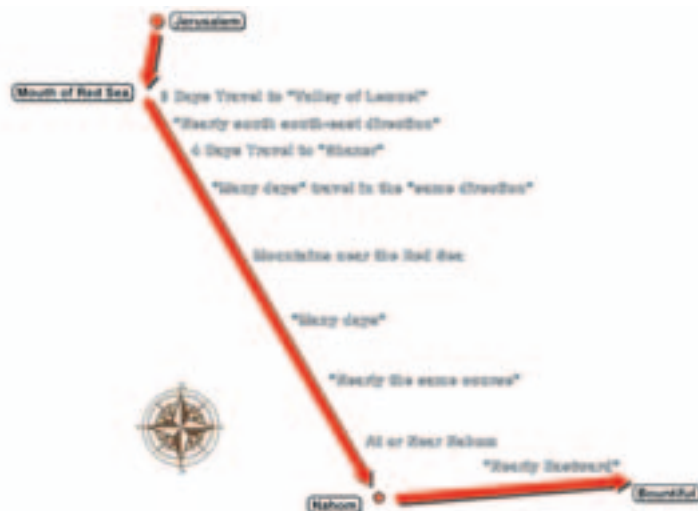 Jerusalem
Mouth of Red Sea
3 Days Travel to "Valley of Lemuel"
"Nearly south south-east direction"
4 Days Travel to "Shazer"
"Many days" travel in the "same direction"
Mountains near the Red Sea
"Many days"
"Nearly the same course"
At or Near Nahom
"Nearly Eastward"
Nahom
Bountiful